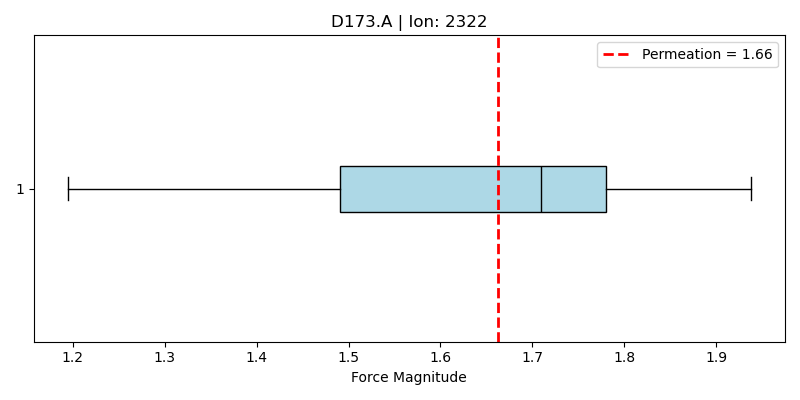 D173.A | Ion: 2322
Permeation = 1.66
1
1.2 1.3 1.4 1.5 1.6 1.7 1.8 1.9
Force Magnitude